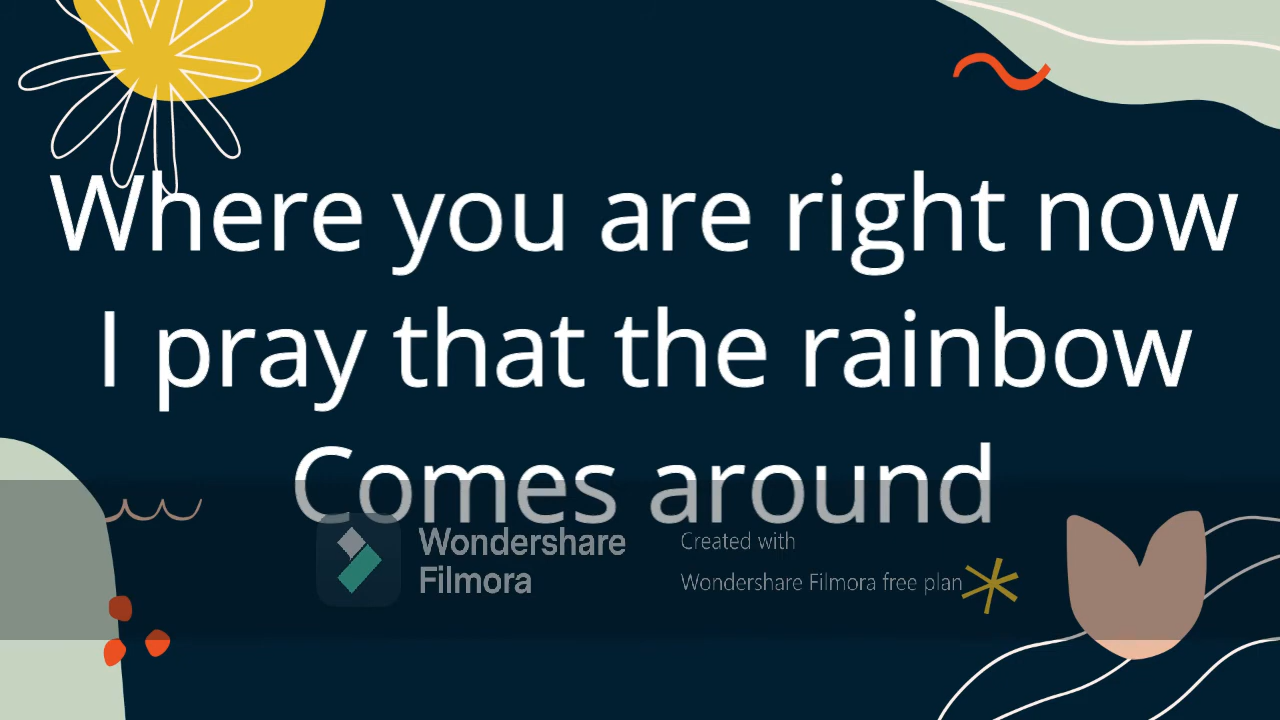 Where you are right now
I pray that the rainbow
Comes around
Wondershare
Filmora
Created with
Wondershare Filmora free plan